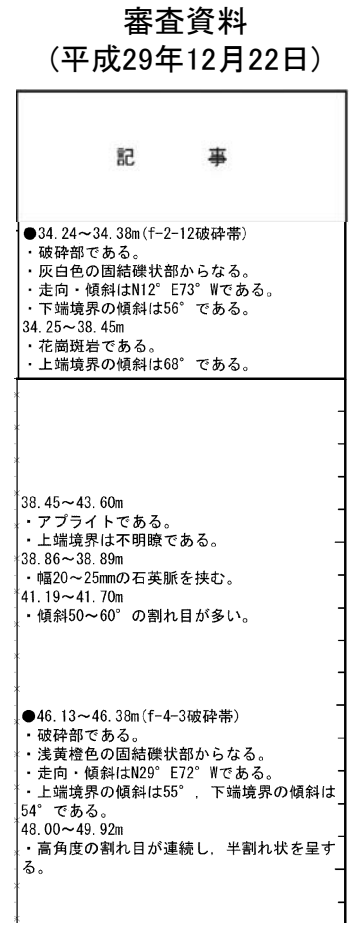 審査資料
(平成29年12月22日)
記　　事
●34.24～34.38m(f-2-12破砕帯)
・破砕部である。
・灰白色の固結礫状部からなる。
・走向・傾斜はN12°E73°Wである。
・下端境界の傾斜は56°である。
34.25～38.45m
・花崗斑岩である。
・上端境界の傾斜は68°である。
38.45～43.60m
・アプライトである。
・上端境界は不明瞭である。
38.86～38.89m
・幅20～25mmの石英脈を挟む。
41.19～41.70m
・傾斜50～60°の割れ目が多い。
●46.13～46.38m(f-4-3破砕帯)
・破砕部である。
・浅黄橙色の固結礫状部からなる。
・走向・傾斜はN29°E72°Wである。
・上端境界の傾斜は55°，下端境界の傾斜は
54°である。
48.00～49.92m
・高角度の割れ目が連続し，半割れ状を呈す
る。